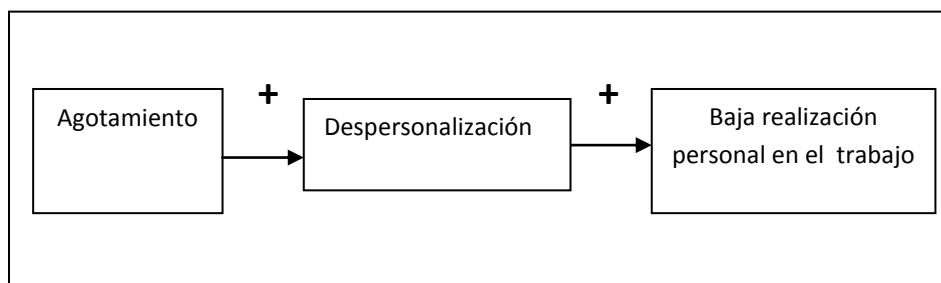 +
+
Agotamiento
Despersonalización
Baja realización
personal en el trabajo